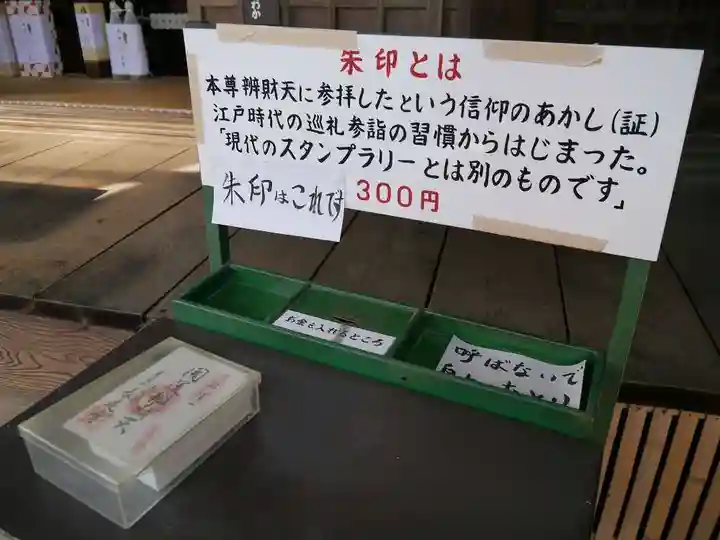 わか
朱印とは
本尊辨財天に参拝したという信仰のあかし(証)
江戸時代の巡礼参詣の習慣からはじまった。
「現代のスタンプラリーとは別のものです」
朱印はこれです
300円
お金を入れるところ
呼ばないで